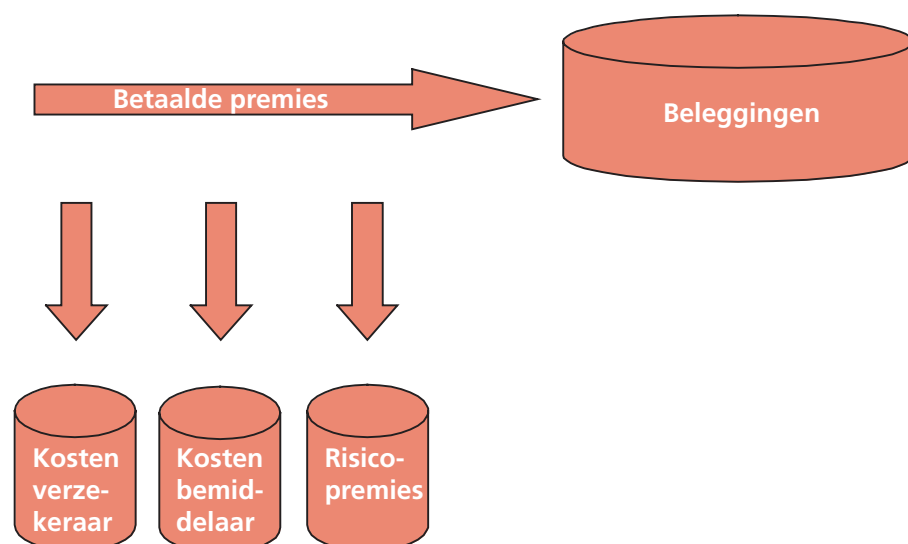 Betaalde premies
Beleggingen
Kosten
verze-
keraar
Kosten
bemid-
delaar
Risico-
premies